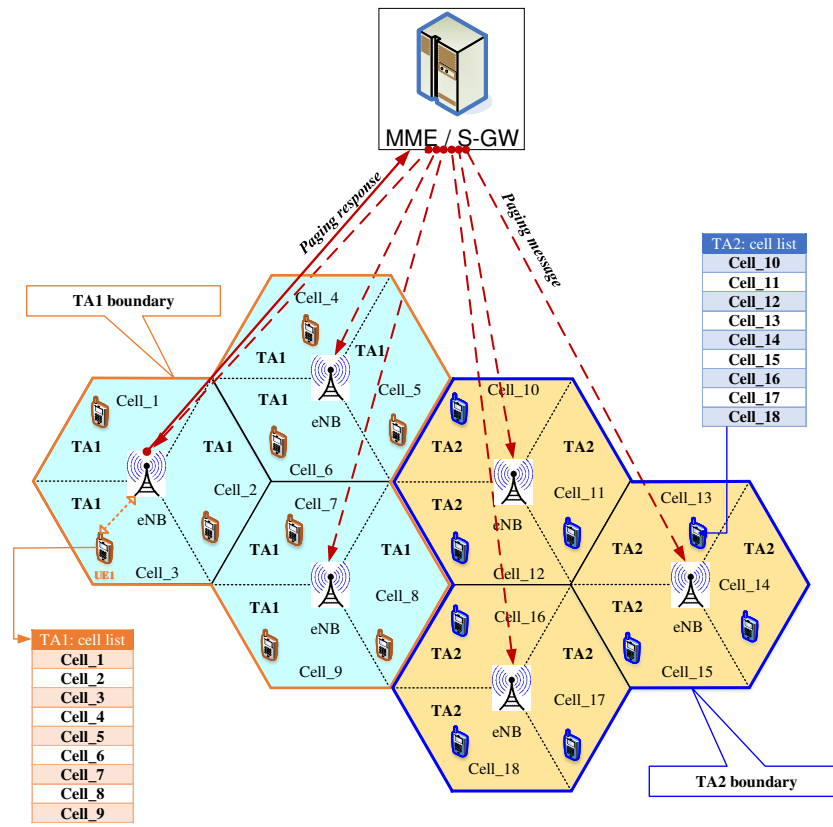 MME / S-GW
Paging response
Paging message
TA2: cell list
Cell_10
Cell_11
Cell_12
Cell_13
Cell_14
Cell_15
Cell_16
Cell_17
Cell_18
TA1 boundary
Cell_4
TA1
TA1
Cell_5
TA1
eNB
Cell_6
Cell_1
TA1
TA1
TA1
Cell_2
eNB
UE1
Cell_3
Cell_7
TA1
TA1
Cell_8
TA1
eNB
Cell_9
Cell_10
TA2
TA2
TA2
Cell_11
eNB
Cell_12
Cell_13
TA2
TA2
Cell_14
TA2
eNB
Cell_15
Cell_16
TA2
TA2
Cell_17
TA2
eNB
Cell_18
TA1: cell list
Cell_1
Cell_2
Cell_3
Cell_4
Cell_5
Cell_6
Cell_7
Cell_8
Cell_9
TA2 boundary